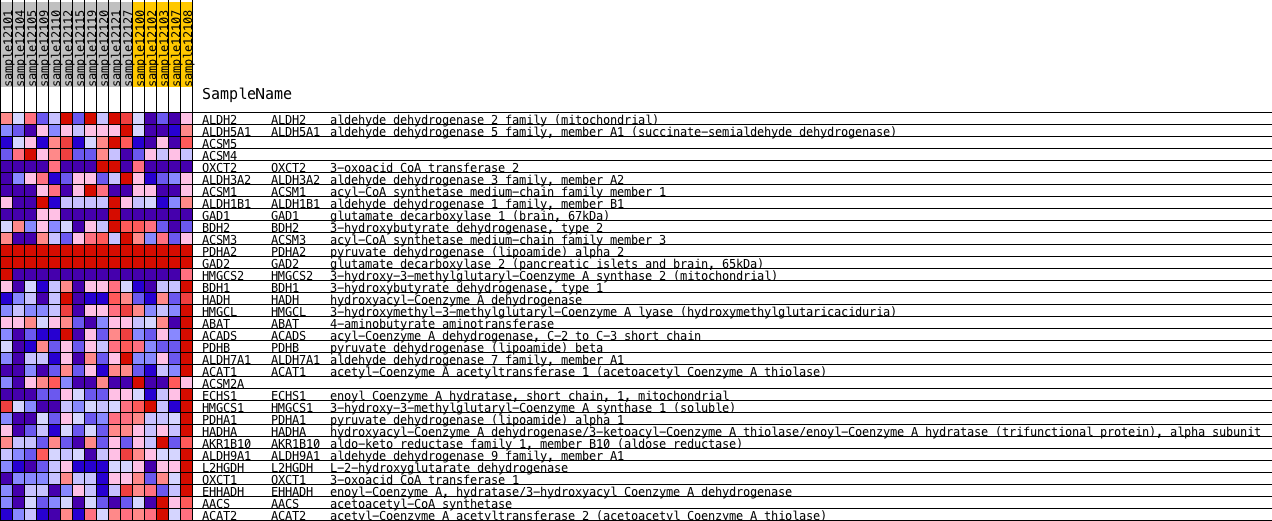 sample12101 sample12104 sample12105 sample12109 sample12110 sample12112 sample12115 sample12119 sample12120 sample12121 sample12127 sample12100 sample12102 sample12103 sample12107 sample12108
SampleName
ALDH2 ALDH2 aldehyde dehydrogenase 2 family (mitochondrial)
ALDH5A1 ALDH5A1 aldehyde dehydrogenase 5 family, member A1 (succinate-semialdehyde dehydrogenase)
ACSM5
ACSM4
OXCT2 OXCT2 3-oxoacid CoA transferase 2
ALDH3A2 ALDH3A2 aldehyde dehydrogenase 3 family, member A2
ACSM1 ACSM1 acyl-CoA synthetase medium-chain family member 1
ALDH1B1 ALDH1B1 aldehyde dehydrogenase 1 family, member B1
GAD1 GAD1 glutamate decarboxylase 1 (brain, 67kDa)
BDH2 BDH2 3-hydroxybutyrate dehydrogenase, type 2
ACSM3 ACSM3 acyl-CoA synthetase medium-chain family member 3
PDHA2 PDHA2 pyruvate dehydrogenase (lipoamide) alpha 2
GAD2 GAD2 glutamate decarboxylase 2 (pancreatic islets and brain, 65kDa)
HMGCS2 HMGCS2 3-hydroxy-3-methylglutaryl-Coenzyme A synthase 2 (mitochondrial)
BDH1 BDH1 3-hydroxybutyrate dehydrogenase, type 1
HADH HADH hydroxyacyl-Coenzyme A dehydrogenase
HMGCL HMGCL 3-hydroxymethyl-3-methylglutaryl-Coenzyme A lyase (hydroxymethylglutaricaciduria)
ABAT ABAT 4-aminobutyrate aminotransferase
ACADS ACADS acyl-Coenzyme A dehydrogenase, C-2 to C-3 short chain
PDHB PDHB pyruvate dehydrogenase (lipoamide) beta
ALDH7A1 ALDH7A1 aldehyde dehydrogenase 7 family, member A1
ACAT1 ACAT1 acetyl-Coenzyme A acetyltransferase 1 (acetoacetyl Coenzyme A thiolase)
ACSM2A
ECHS1 ECHS1 enoyl Coenzyme A hydratase, short chain, 1, mitochondrial
HMGCS1 HMGCS1 3-hydroxy-3-methylglutaryl-Coenzyme A synthase 1 (soluble)
PDHA1 PDHA1 pyruvate dehydrogenase (lipoamide) alpha 1
HADHA HADHA hydroxyacyl-Coenzyme A dehydrogenase/3-ketoacyl-Coenzyme A thiolase/enoyl-Coenzyme A hydratase (trifunctional protein), alpha subunit
AKR1B10 AKR1B10 aldo-keto reductase family 1, member B10 (aldose reductase)
ALDH9A1 ALDH9A1 aldehyde dehydrogenase 9 family, member A1
L2HGDH L2HGDH L-2-hydroxyglutarate dehydrogenase
OXCT1 OXCT1 3-oxoacid CoA transferase 1
EHHADH EHHADH enoyl-Coenzyme A, hydratase/3-hydroxyacyl Coenzyme A dehydrogenase
AACS AACS acetoacetyl-CoA synthetase
ACAT2 ACAT2 acetyl-Coenzyme A acetyltransferase 2 (acetoacetyl Coenzyme A thiolase)